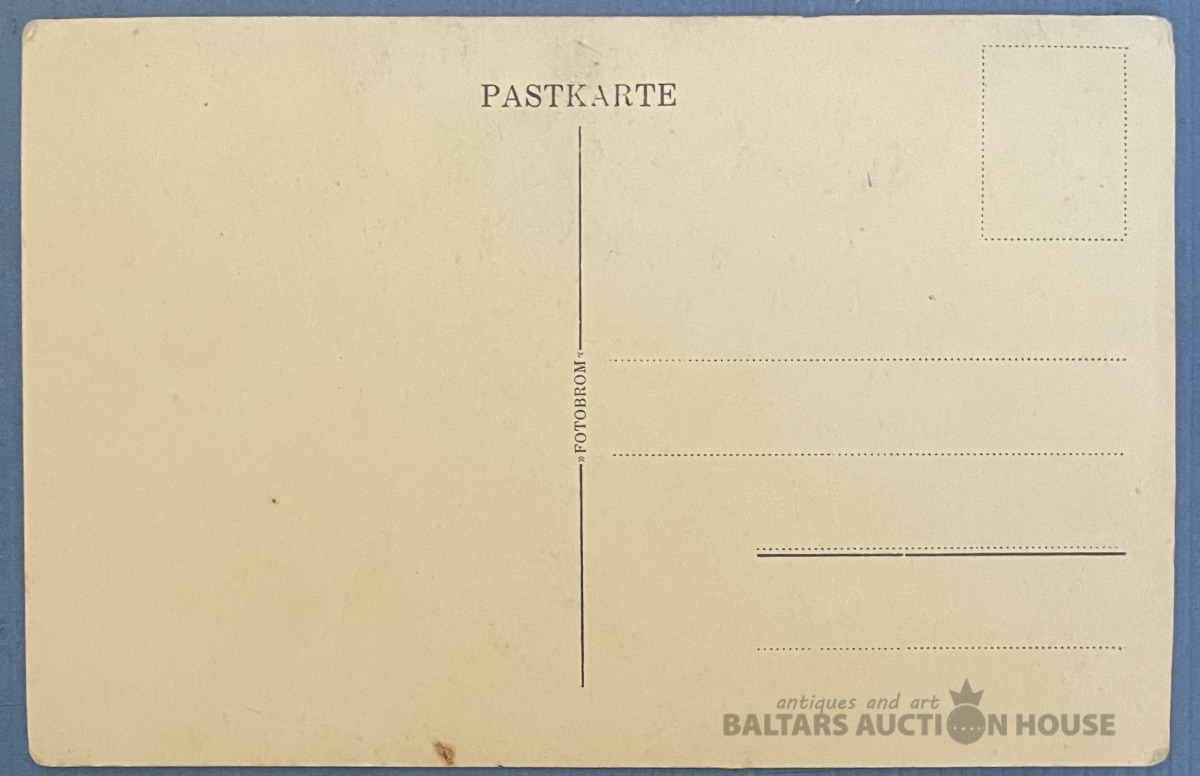 PASTKARTE
»FOTOBROM«
antiques and art
BALTARS AUCTION HOUSE